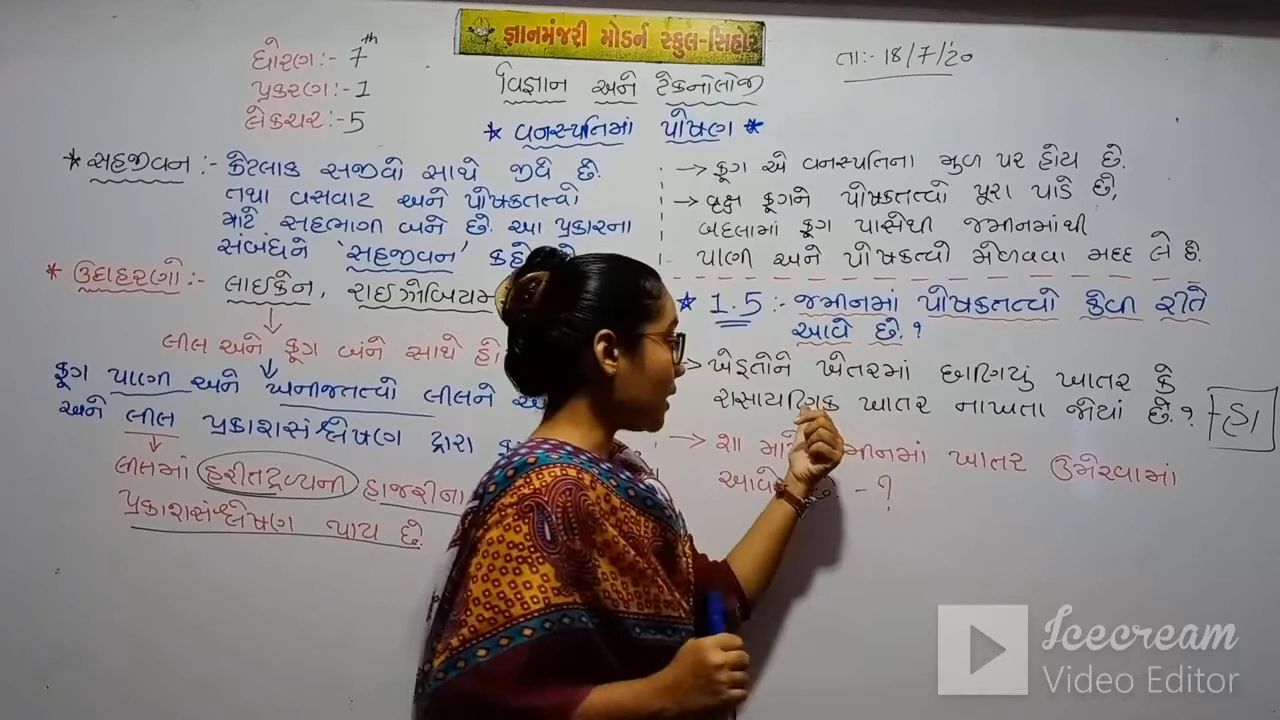 જ્ઞાનમંજરી મોડર્ન સ્કુલ-સિહોર
ધોરણ:- 7th
પ્રકરણ:- 1
લેક્ચર:- 5
તા:- 18/7/20
વિજ્ઞાન અને ટેકનોલોજી
* વનસ્પતિમાં પોષણ *
* સહજીવન:- કેટલાક સજીવો સાથે જીવે છે.
તથા વસવાટ અને પોષકતત્વો
માટે સહભાગી બને છે. આ પ્રકારના
સંબંધને 'સહજીવન' કહે
* ઉદાહરણો:- લાઈકેન, રાઈઝોબિયમ
લીલ અને ફૂગ બંને સાથે હો
ફૂગ પાણી અને ખનીજતત્વો લીલને
અને લીલ પ્રકાશસંશ્લેષણ દ્વારા
લીલમાં હરીતદ્રવ્યની હાજરીના
પ્રકાશસંશ્લેષણ થાય છે.
→ ફૂગ એ વનસ્પતિના મુળ પર હોય છે.
→ વૃક્ષ ફૂગને પોષકતત્વો પૂરા પાડે છે,
બદલામાં ફૂગ પાસેથી જમીનમાંથી
પાણી અને પોષકત્વો મેળવવા મદદ લે છે.
* 1.5 :- જમીનમાં પોષકતત્વો કેવી રીતે
આવે છે.?
→ ખેડૂતોને ખેતરમાં છાણિયું ખાતર કે
રાસાયણિક ખાતર નાખતા જોયાં છે.? - હા
→ શા માટે જમીનમાં ખાતર ઉમેરવામાં
આવે છે. - ?
Icecream
Video Editor